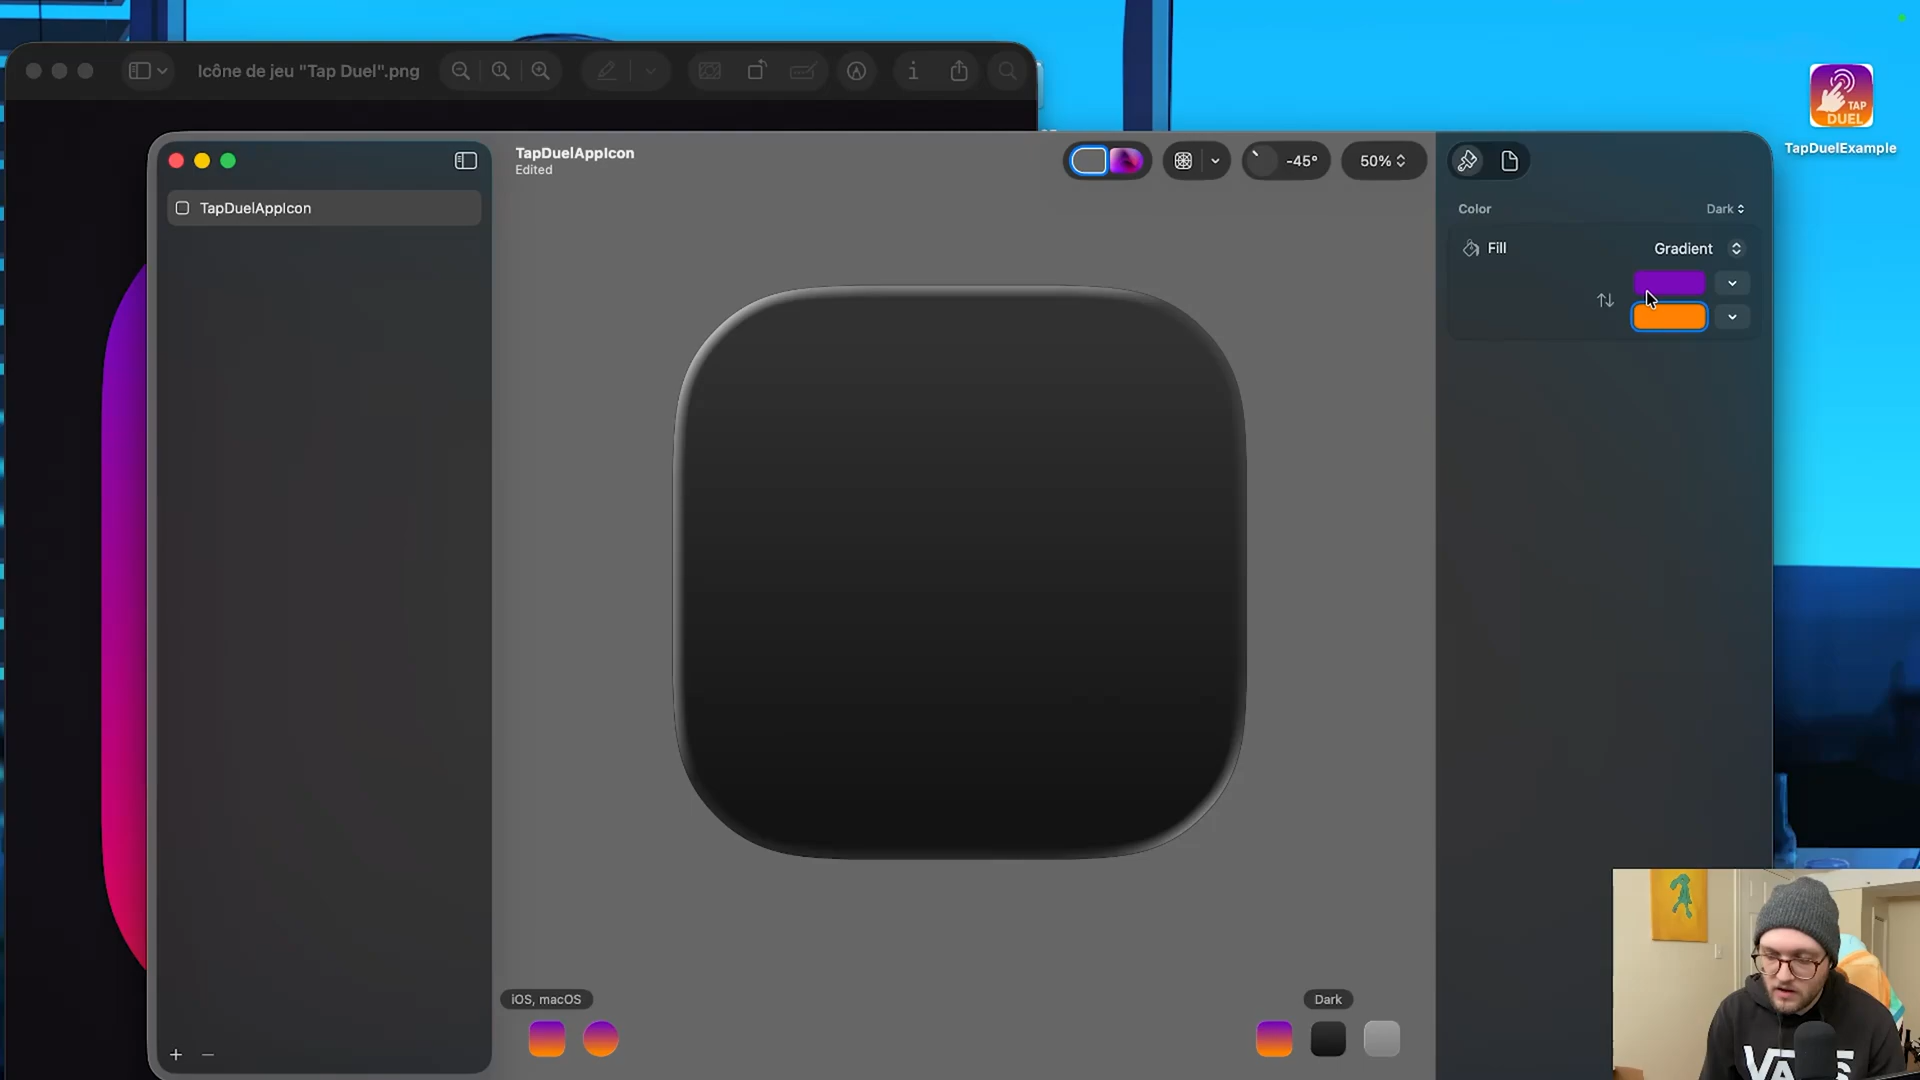 Icône de jeu "Tap Duel".png
TAP
DUEL
TapDuelExample
TapDuelAppIcon
Edited
-45°
50%
TapDuelAppIcon
Color
Dark
Fill
Gradient
iOS, macOS
Dark
VANS